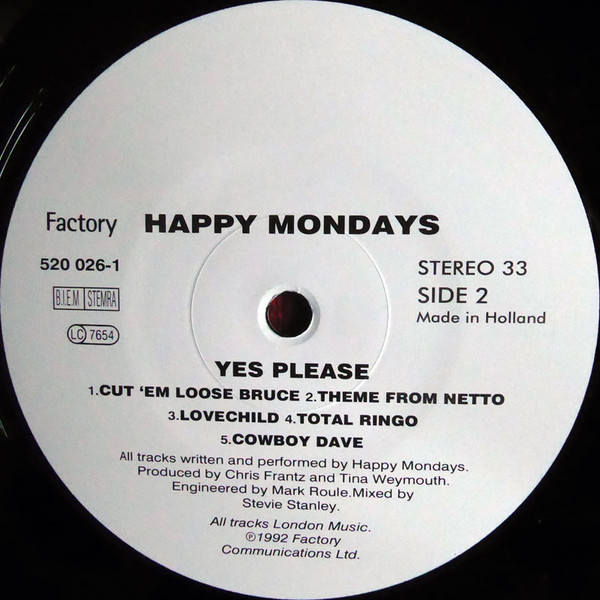 Factory HAPPY MONDAYS
520 026-1
B.I.E.M STEMRA
LC 7654
STEREO 33
SIDE 2
Made in Holland
YES PLEASE
1.CUT ‘EM LOOSE BRUCE 2.THEME FROM NETTO
3.LOVECHILD 4.TOTAL RINGO
5.COWBOY DAVE
All tracks written and performed by Happy Mondays.
Produced by Chris Frantz and Tina Weymouth.
Engineered by Mark Roule.Mixed by
Stevie Stanley.
All tracks London Music.
℗1992 Factory
Communications Ltd.